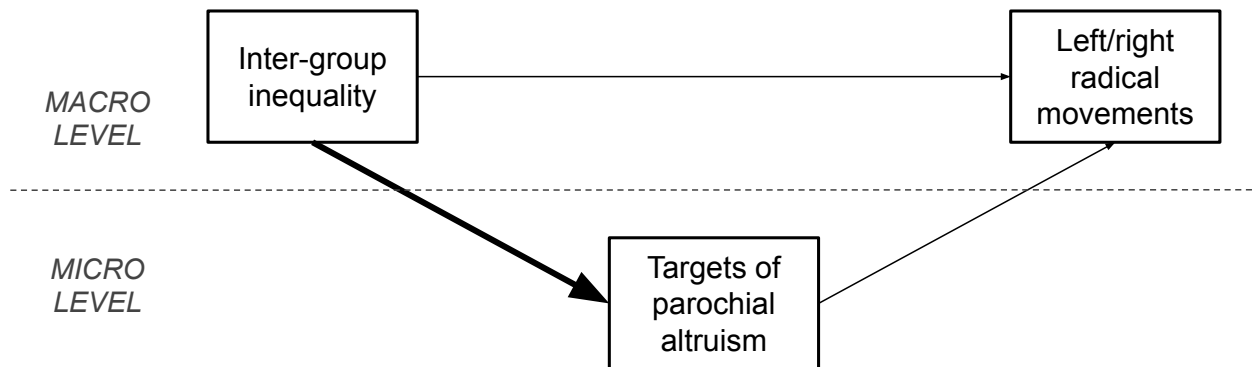 Inter-group
inequality
Left/right
radical
movements
MACRO
LEVEL
MICRO
LEVEL
Targets of
parochial
altruism